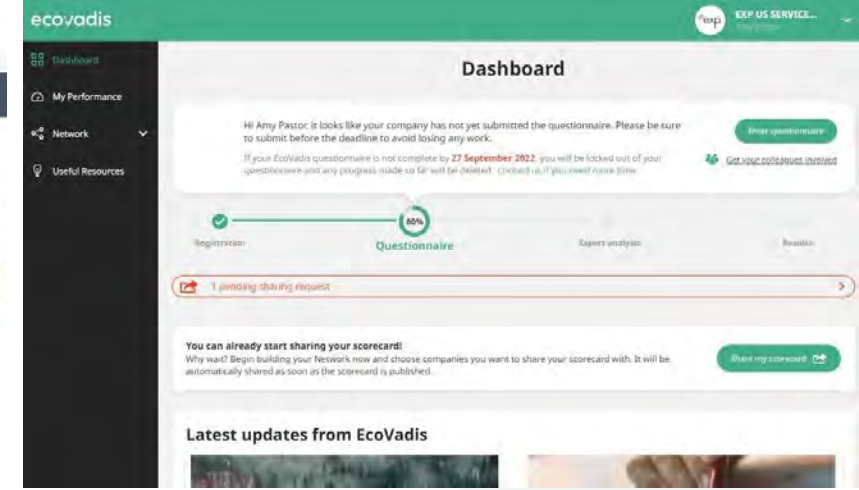 ecovadis
exp
EXP US SERVICE...
Dashboard
My Performance
Network
Useful Resources
Dashboard
Hi Amy Pastor, it looks like your company has not yet submitted the questionnaire. Please be sure
to submit before the deadline to avoid losing any work.
If your EcoVadis questionnaire is not complete by 27 September 2022, you will be locked out of your
questionnaire and any progress made so far will be deleted. Contact us if you need more time.
Enter questionnaire
Get your colleagues involved
80%
Registration
Questionnaire
Expert analysis
Results
1 pending sharing request
You can already start sharing your scorecard!
Why wait? Begin building your Network now and choose companies you want to share your scorecard with. It will be
automatically shared as soon as the scorecard is published.
Share my scorecard
Latest updates from EcoVadis